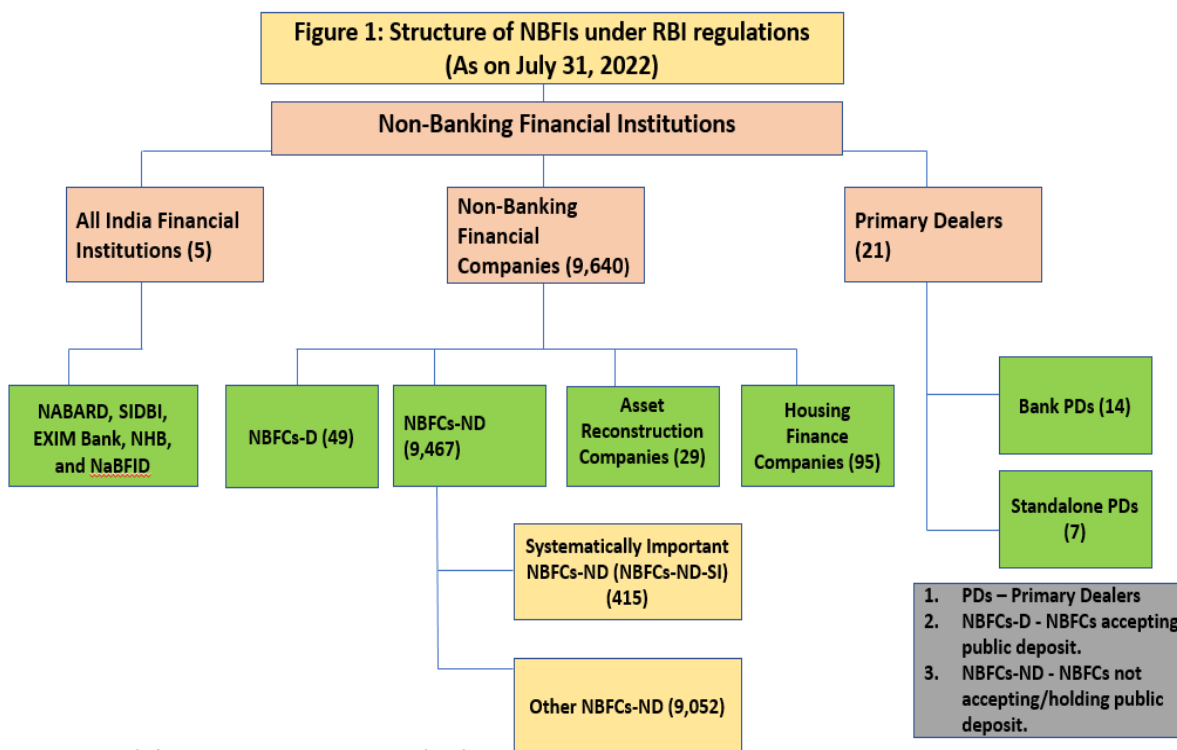 Figure 1: Structure of NBFIs under RBI regulations
(As on July 31, 2022)
Non-Banking Financial Institutions
All India Financial
Institutions (5)
Non-Banking
Financial
Companies (9,640)
Primary Dealers
(21)
NABARD, SIDBI,
EXIM Bank, NHB,
and NaBFID
NBFCs-D (49)
NBFCs-ND
(9,467)
Asset
Reconstruction
Companies (29)
Housing
Finance
Companies (95)
Bank PDs (14)
Standalone PDs
(7)
Systematically Important
NBFCs-ND (NBFCs-ND-SI)
(415)
Other NBFCs-ND (9,052)
1. PDs – Primary Dealers
2. NBFCs-D - NBFCs accepting
public deposit.
3. NBFCs-ND - NBFCs not
accepting/holding public
deposit.